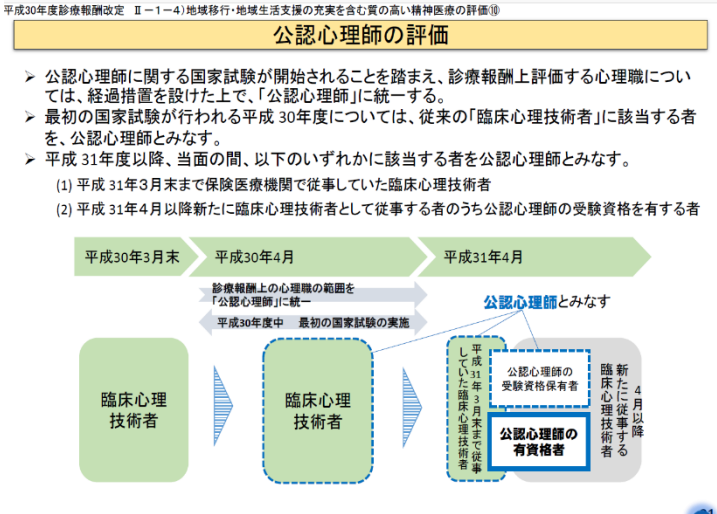 平成30年度診療報酬改定 Ⅱ－1－4）地域移行・地域生活支援の充実を含む質の高い精神医療の評価⑩
公認心理師の評価
➢ 公認心理師に関する国家試験が開始されることを踏まえ、診療報酬上評価する心理職につい
ては、経過措置を設けた上で、「公認心理師」に統一する。
➢ 最初の国家試験が行われる平成 30年度については、従来の「臨床心理技術者」に該当する者
を、公認心理師とみなす。
➢ 平成 31年度以降、当面の間、以下のいずれかに該当する者を公認心理師とみなす。
(1) 平成 31年３月末まで保険医療機関で従事していた臨床心理技術者
(2) 平成 31年４月以降新たに臨床心理技術者として従事する者のうち公認心理師の受験資格を有する者
平成30年３月末
平成30年４月
平成31年４月
診療報酬上の心理職の範囲を
「公認心理師」に統一
平成30年度中 最初の国家試験の実施
公認心理師とみなす
臨床心理
技術者
臨床心理
技術者
平成31年３月末まで従事
していた臨床心理技術者
公認心理師の
受験資格保有者
公認心理師の
有資格者
４月以降
新たに従事する
臨床心理技術者
1